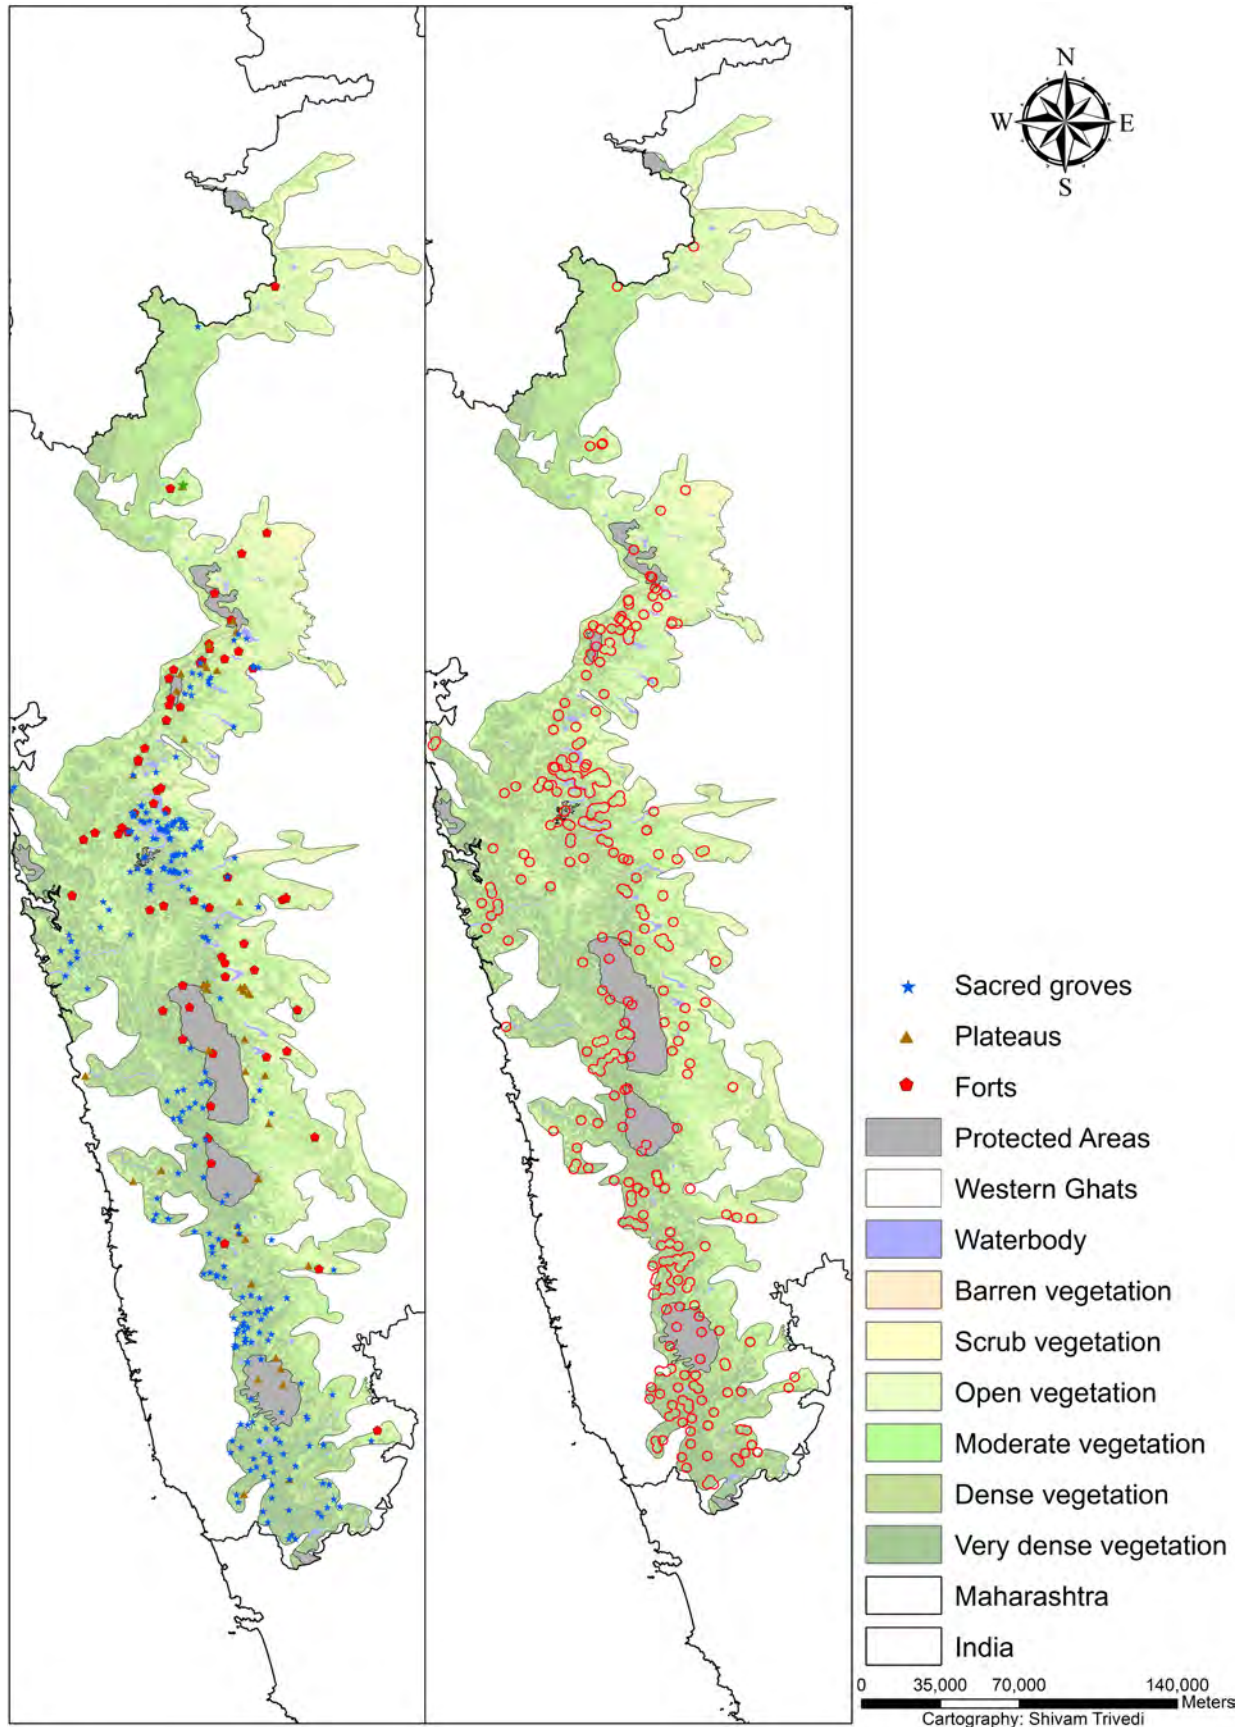 N
W E
S
Sacred groves
Plateaus
Forts
Protected Areas
Western Ghats
Waterbody
Barren vegetation
Scrub vegetation
Open vegetation
Moderate vegetation
Dense vegetation
Very dense vegetation
Maharashtra
India
0 35,000 70,000 140,000
Meters
Cartography: Shivam Trivedi